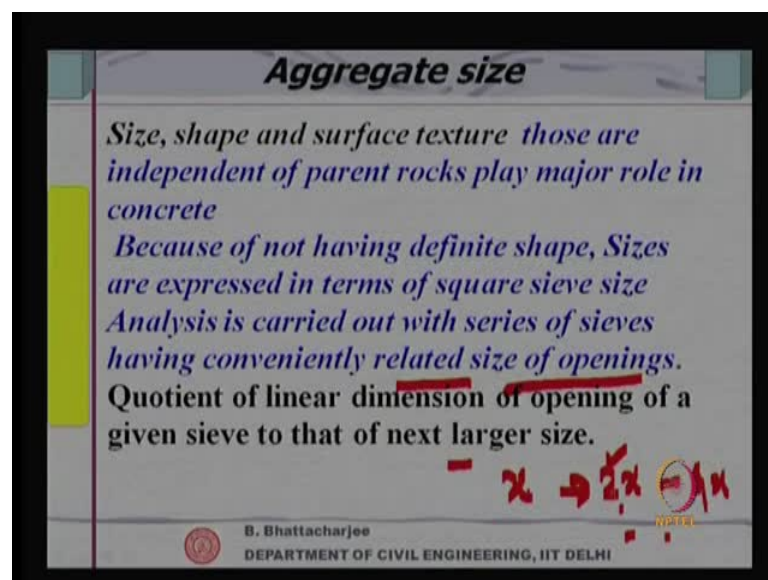 Aggregate size
Size, shape and surface texture those are
independent of parent rocks play major role in
concrete
Because of not having definite shape, Sizes
are expressed in terms of square sieve size
Analysis is carried out with series of sieves
having conveniently related size of openings.
Quotient of linear dimension of opening of a
given sieve to that of next larger size.
x → 2x
NPTEL
B. Bhattacharjee
DEPARTMENT OF CIVIL ENGINEERING, IIT DELHI